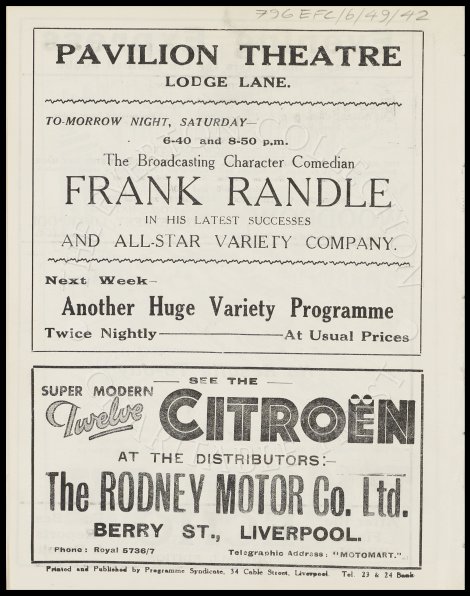 796 EFC/6/49/42
PAVILION THEATRE
LODGE LANE.
TO-MORROW NIGHT, SATURDAY—
6-40 and 8-50 p.m.
The Broadcasting Character Comedian
FRANK RANDLE
IN HIS LATEST SUCCESSES
AND ALL-STAR VARIETY COMPANY.
Next Week—
Another Huge Variety Programme
Twice Nightly—At Usual Prices
— SEE THE —
SUPER MODERN
Twelve CITROËN
AT THE DISTRIBUTORS:-
The RODNEY MOTOR Co. Ltd.
BERRY ST., LIVERPOOL.
Phone: Royal 5736/7 Telegraphic Address: "MOTOMART."
Printed and Published by Programme Syndicate, 34 Cable Street, Liverpool. Tel. 23 & 24 Bank